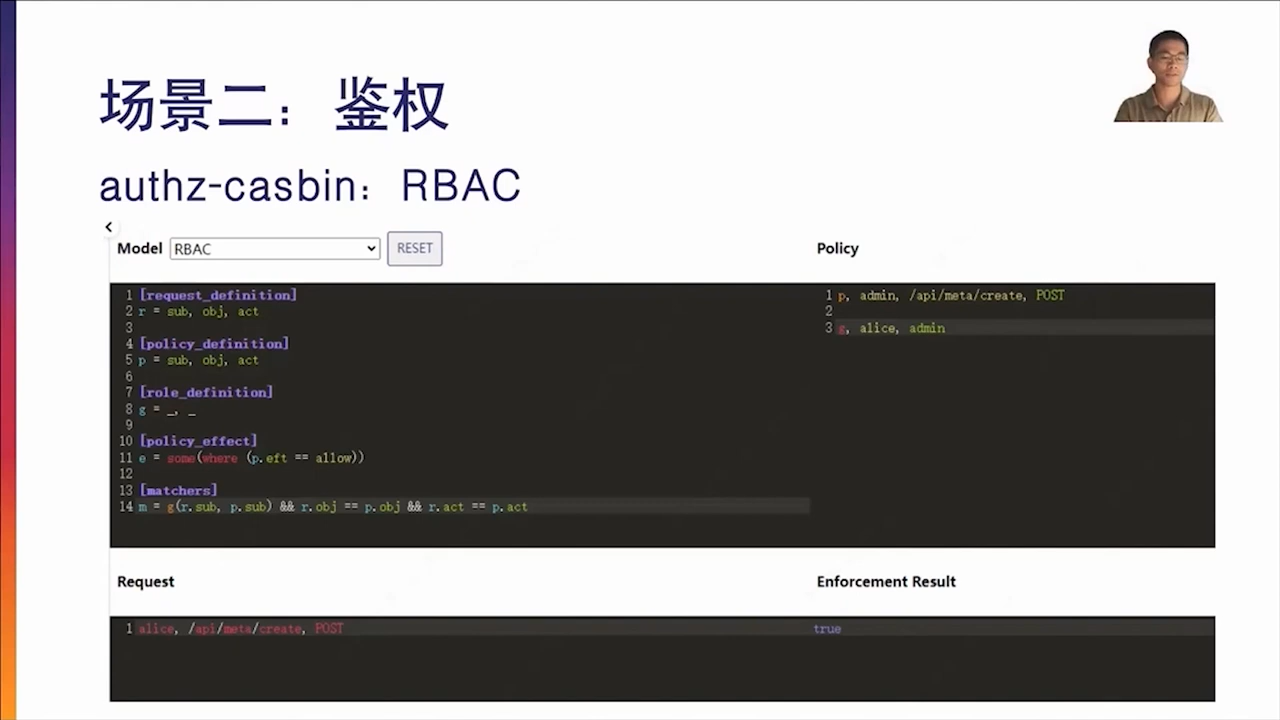 场景二：鉴权
authz-casbin：RBAC
Model RBAC RESET
1 [request_definition]
2 r = sub, obj, act
3
4 [policy_definition]
5 p = sub, obj, act
6
7 [role_definition]
8 g = _, _
9
10 [policy_effect]
11 e = some(where (p.eft == allow))
12
13 [matchers]
14 m = g(r.sub, p.sub) && r.obj == p.obj && r.act == p.act
Policy
1 p, admin, /api/meta/create, POST
2
3 g, alice, admin
Request
1 alice, /api/meta/create, POST
Enforcement Result
true